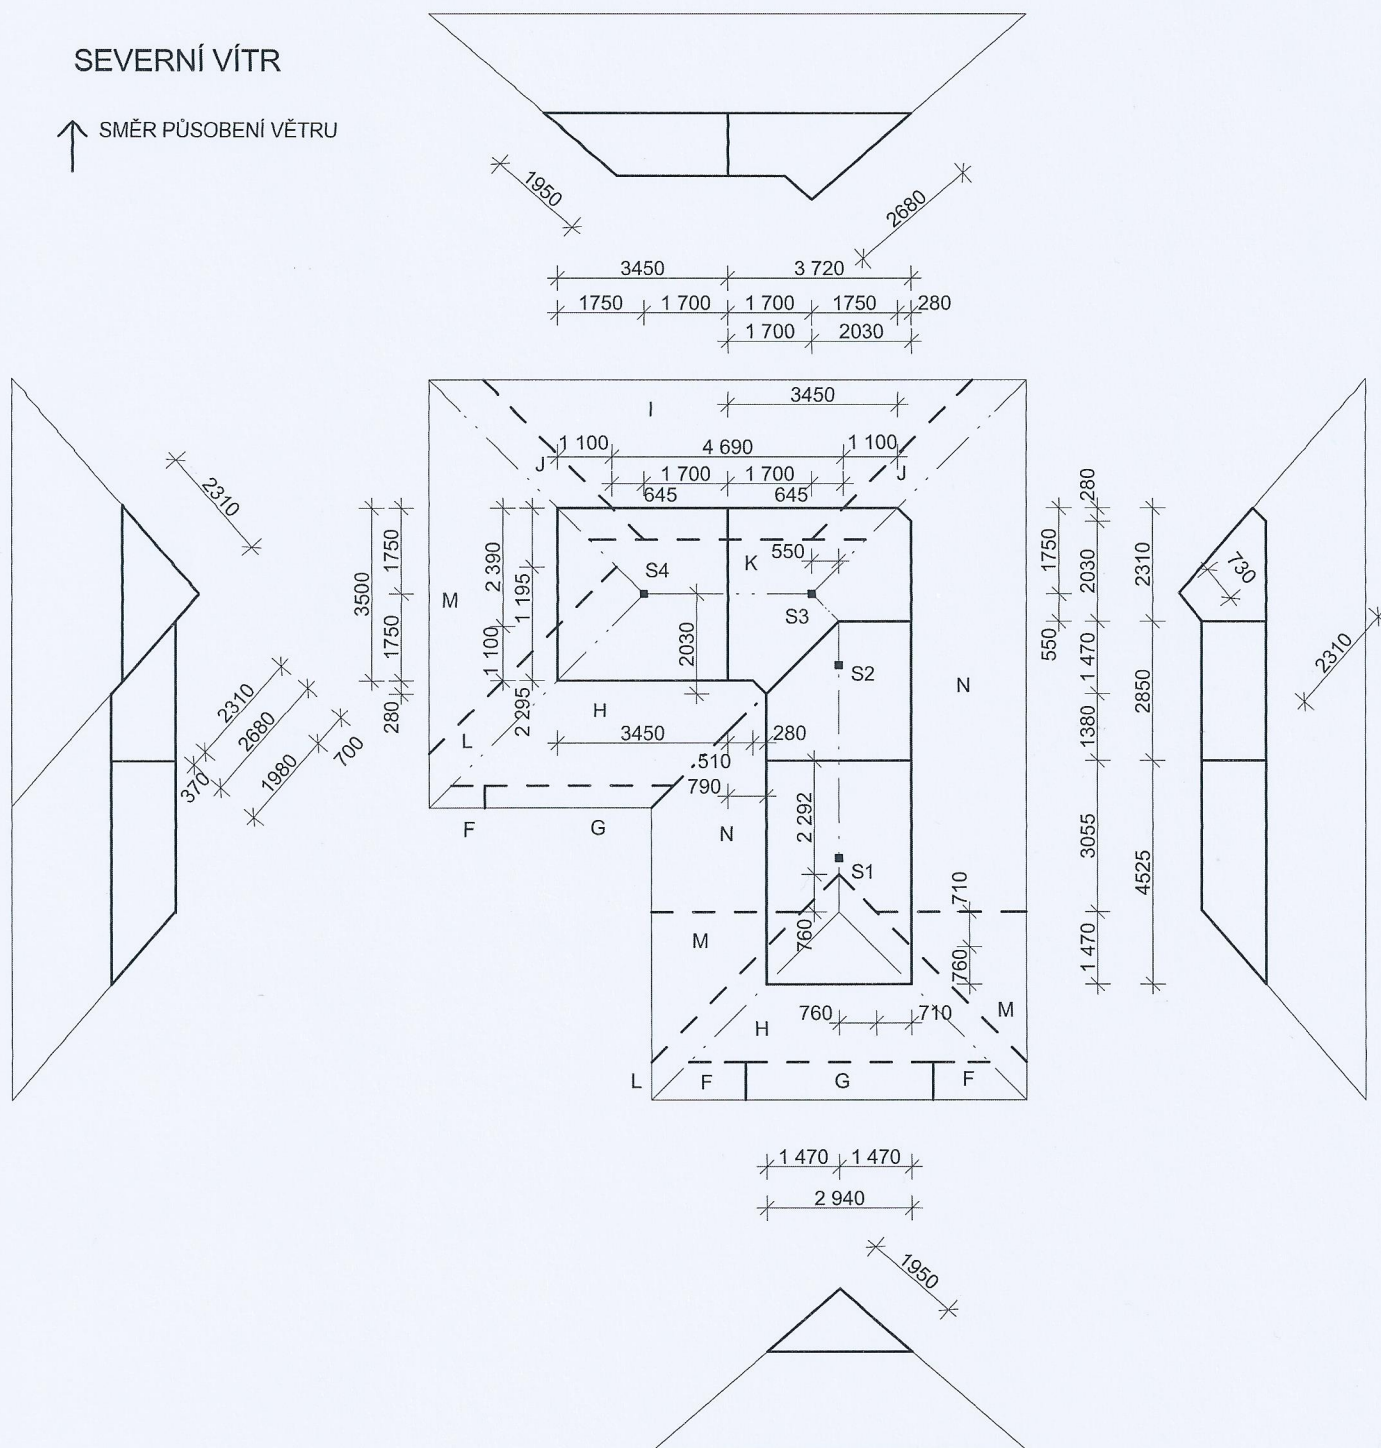 SEVERNÍ VÍTR
SMĚR PŮSOBENÍ VĚTRU
1950
2680
3450 3 720
1750 1 700 1 700 1750 280
1 700 2030
I 3450
1 100 4 690 1 100
J J
1 700 1 700
645 645
2310
3500
1750
1750
280
2 390
1 100
1 195
2 295
M
S4
K
550
S3
2030
S2
H
L
3450 280
510
790
N
N
2 292
S1
760
F G
2310
2680
1980
700
370
280
1750
550
2030
1 470
1380
3055
1 470
2310
2850
4525
730
2310
710
760
M
M
H
760 710
L F G F
1 470 1 470
2 940
1950